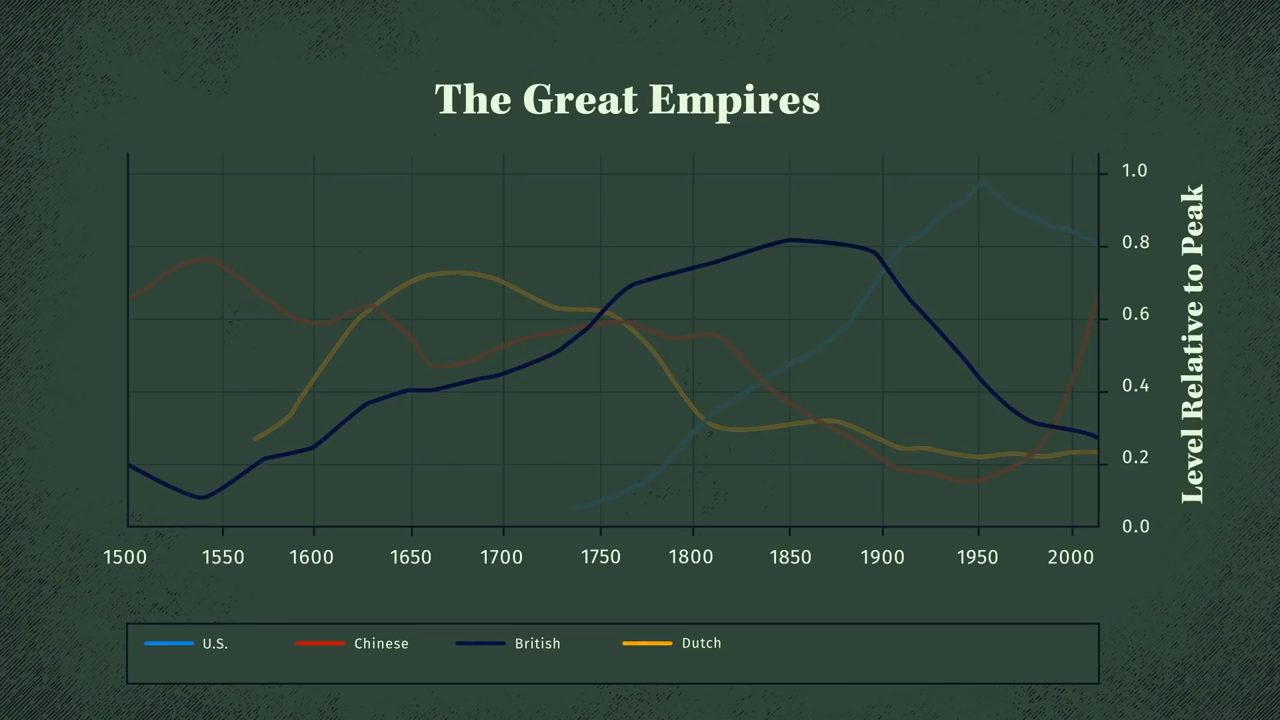 The Great Empires
1.0
0.8
0.6
0.4
0.2
0.0
Level Relative to Peak
1500 1550 1600 1650 1700 1750 1800 1850 1900 1950 2000
U.S. Chinese British Dutch